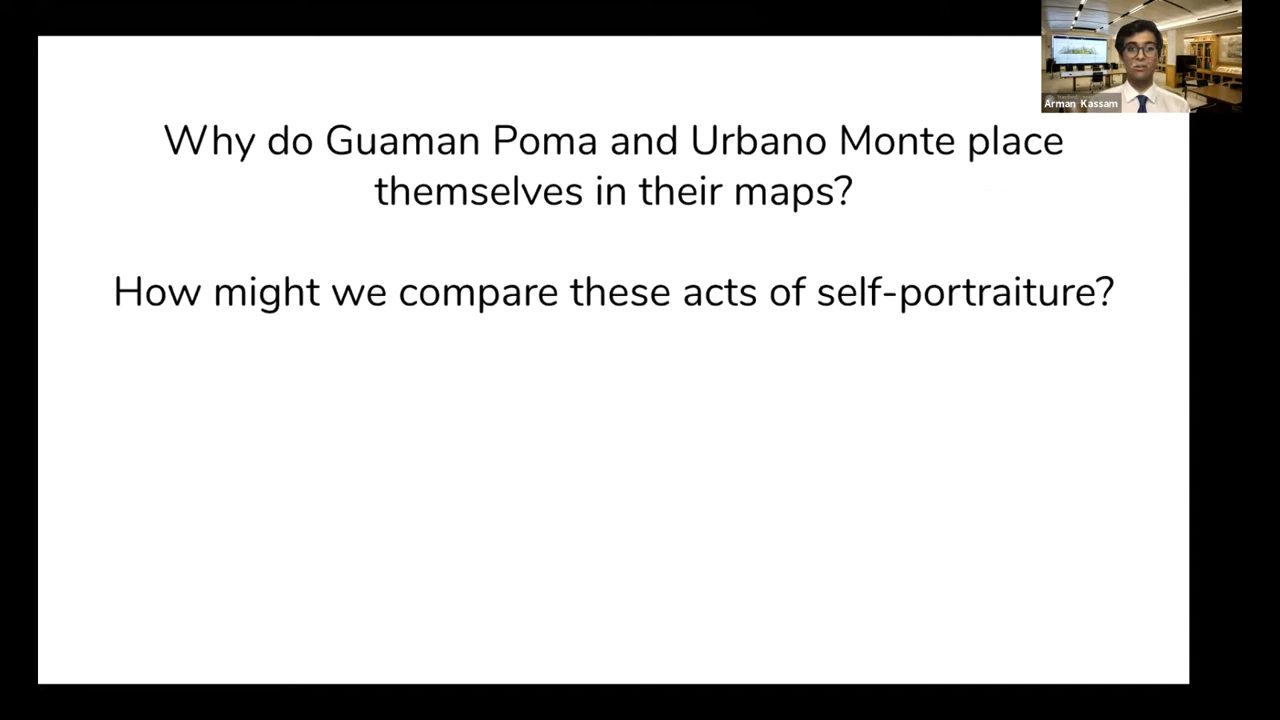 Why do Guaman Poma and Urbano Monte place
themselves in their maps?
How might we compare these acts of self-portraiture?
Arman Kassam